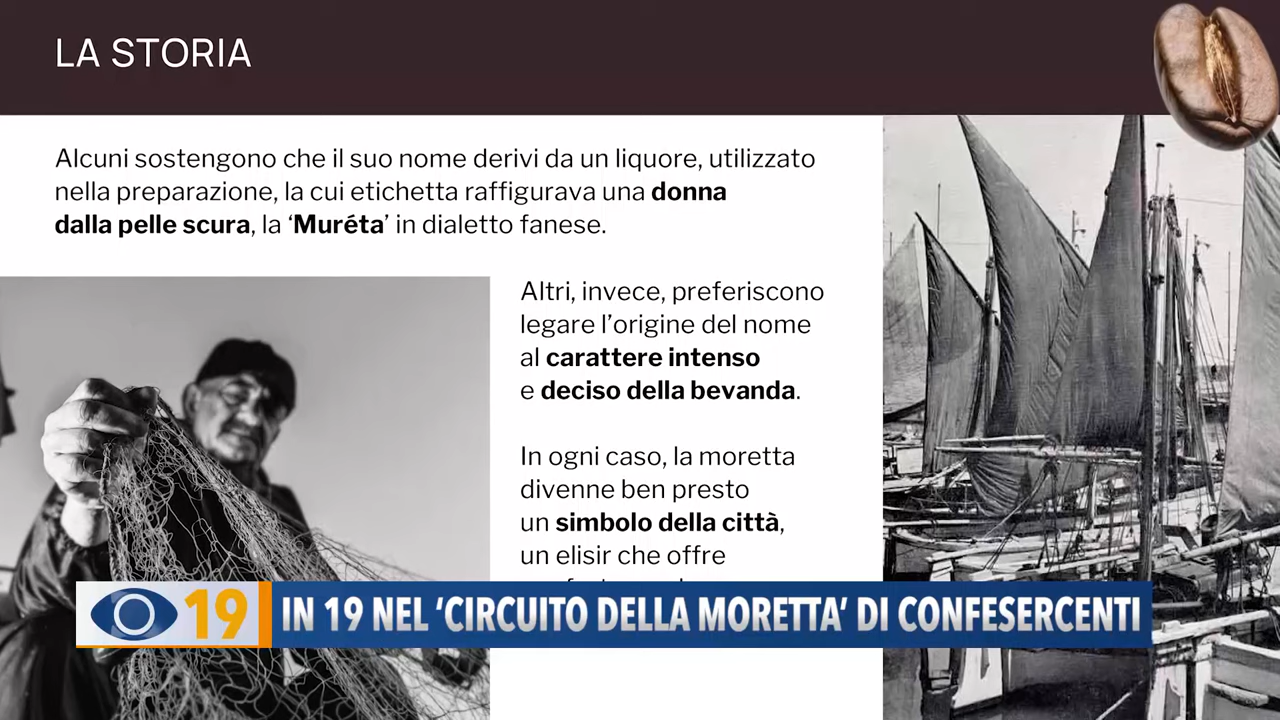 LA STORIA
Alcuni sostengono che il suo nome derivi da un liquore, utilizzato
nella preparazione, la cui etichetta raffigurava una donna
dalla pelle scura, la ‘Muréta’ in dialetto fanese.
Altri, invece, preferiscono
legare l’origine del nome
al carattere intenso
e deciso della bevanda.
In ogni caso, la moretta
divenne ben presto
un simbolo della città,
un elisir che offre
19 IN 19 NEL ‘CIRCUITO DELLA MORETTA’ DI CONFESERCENTI